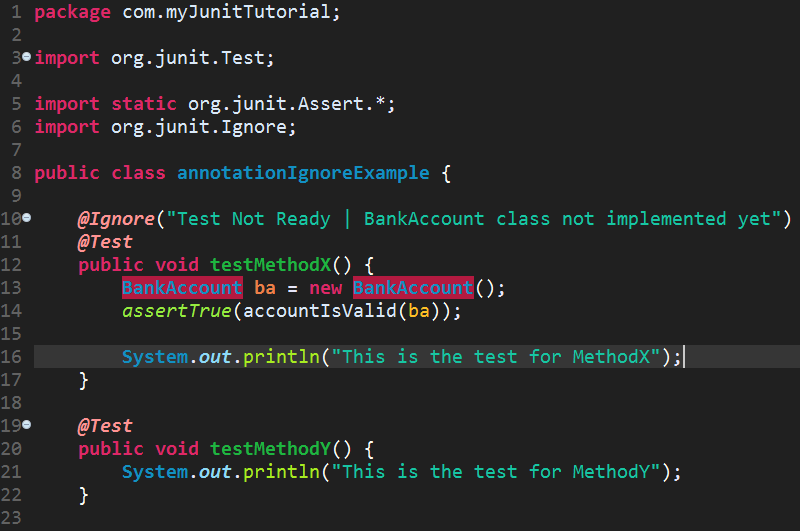 1 package com.myJunitTutorial;
2
3 import org.junit.Test;
4
5 import static org.junit.Assert.*;
6 import org.junit.Ignore;
7
8 public class annotationIgnoreExample {
9
10     @Ignore("Test Not Ready | BankAccount class not implemented yet")
11     @Test
12     public void testMethodX() {
13         BankAccount ba = new BankAccount();
14         assertTrue(accountIsValid(ba));
15
16         System.out.println("This is the test for MethodX");
17     }
18
19     @Test
20     public void testMethodY() {
21         System.out.println("This is the test for MethodY");
22     }
23